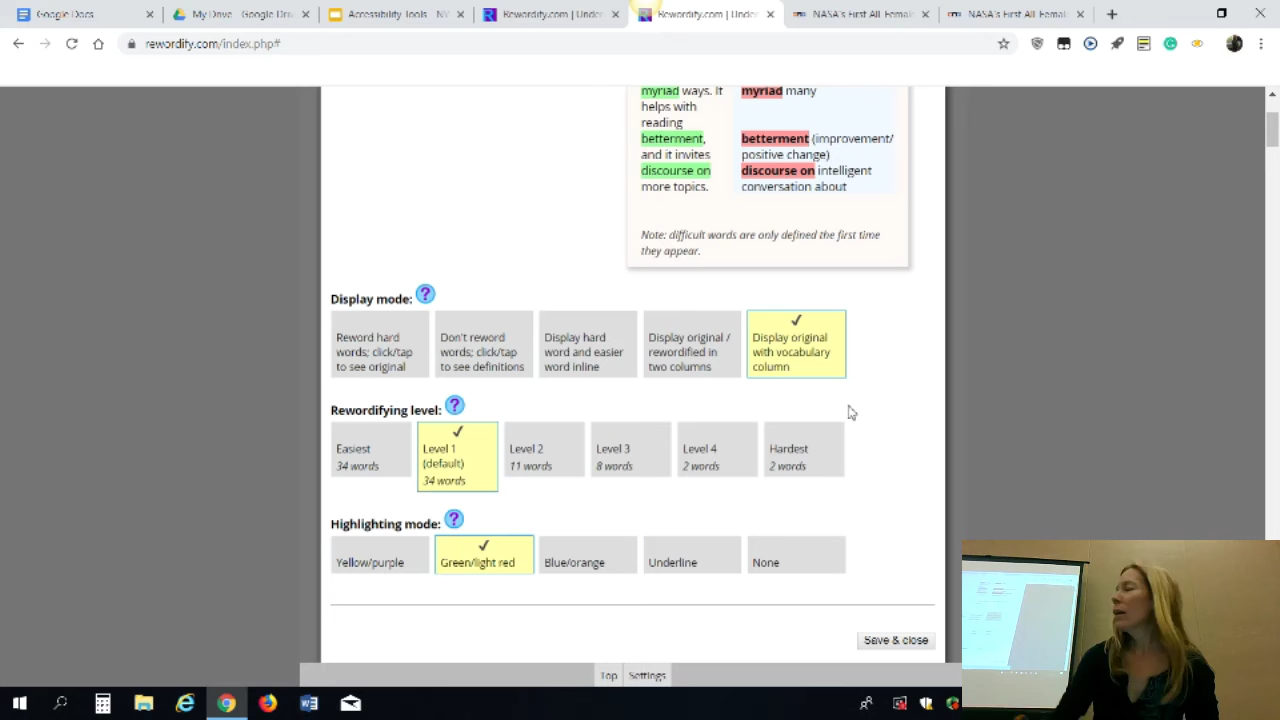 Google Docs
My Drive - Google Dri
Accessibility Tools - NV
Rewordify.com | Under
Rewordify.com | Under
NASA's First All-Femal
NASA's First All-Femal
rewordify.com/index.php#
myriad ways. It
helps with
reading
betterment,
and it invites
discourse on
more topics.
myriad many
betterment (improvement/
positive change)
discourse on intelligent
conversation about
Note: difficult words are only defined the first time
they appear.
Display mode: ?
Reword hard
words; click/tap
to see original
Don't reword
words; click/tap
to see definitions
Display hard
word and easier
word inline
Display original /
rewordified in
two columns
Display original
with vocabulary
column
Rewordifying level: ?
Easiest
34 words
Level 1
(default)
34 words
Level 2
11 words
Level 3
8 words
Level 4
2 words
Hardest
2 words
Highlighting mode: ?
Yellow/purple
Green/light red
Blue/orange
Underline
None
Save & close
Top
Settings